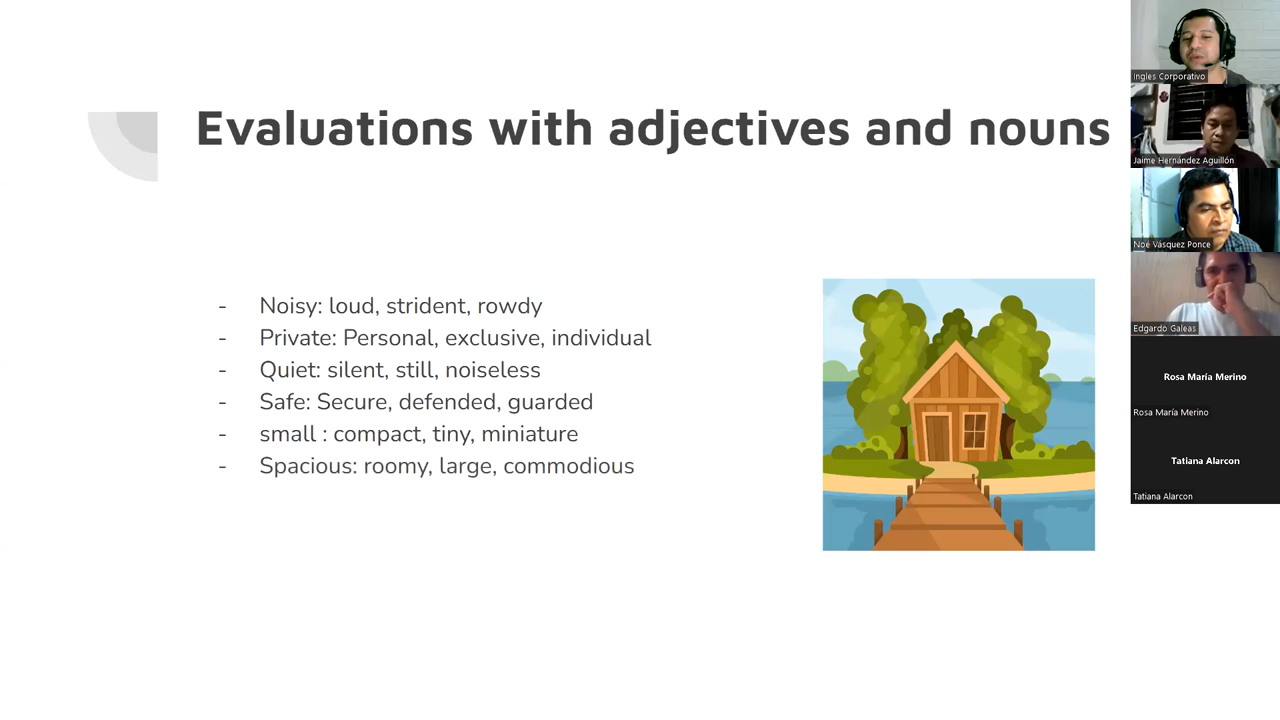 Evaluations with adjectives and nouns
- Noisy: loud, strident, rowdy
- Private: Personal, exclusive, individual
- Quiet: silent, still, noiseless
- Safe: Secure, defended, guarded
- small : compact, tiny, miniature
- Spacious: roomy, large, commodious
Ingles Corporativo
Jaime Hernández Aguillón
Noé Vásquez Ponce
Edgardo Galeas
Rosa María Merino
Rosa María Merino
Tatiana Alarcon
Tatiana Alarcon